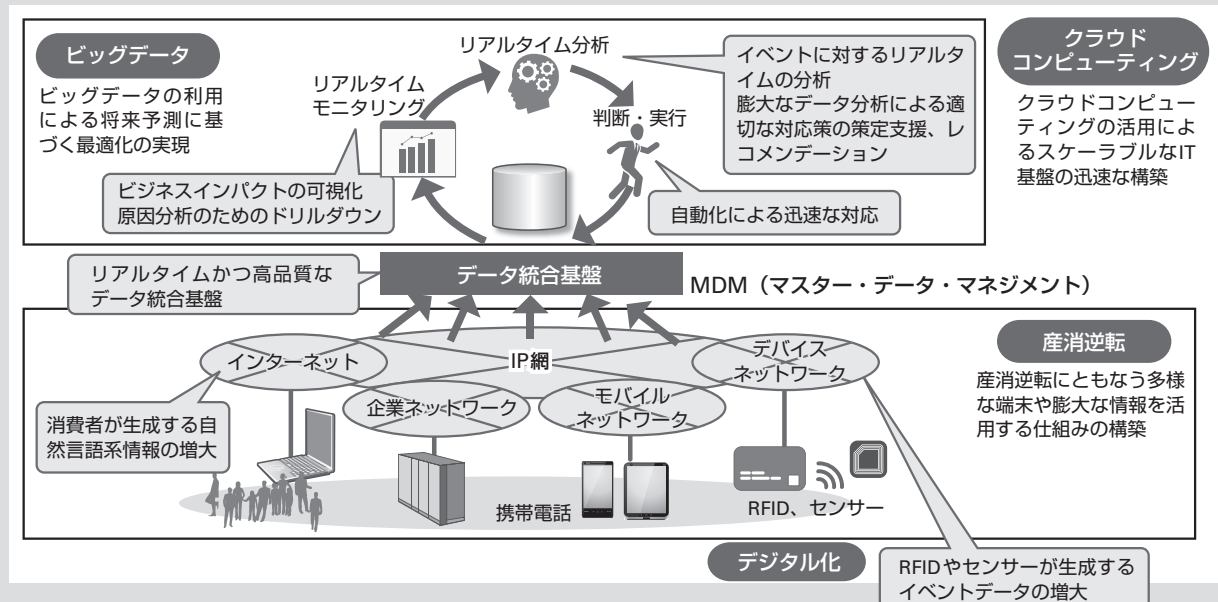 ビッグデータ
ビッグデータの利用
による将来予測に基
づく最適化の実現
リアルタイム分析
リアルタイム
モニタリング
判断・実行
イベントに対するリアルタ
イムの分析
膨大なデータ分析による適
切な対応策の策定支援、レ
コメンデーション
ビジネスインパクトの可視化
原因分析のためのドリルダウン
自動化による迅速な対応
クラウド
コンピューティング
クラウドコンピュー
ティングの活用によ
るスケーラブルなIT
基盤の迅速な構築
リアルタイムかつ高品質な
データ統合基盤
データ統合基盤
MDM（マスター・データ・マネジメント）
インターネット
IP網
デバイス
ネットワーク
企業ネットワーク
モバイル
ネットワーク
消費者が生成する自
然言語系情報の増大
携帯電話
RFID、センサー
産消逆転
産消逆転にともなう多様
な端末や膨大な情報を活
用する仕組みの構築
デジタル化
RFIDやセンサーが生成する
イベントデータの増大